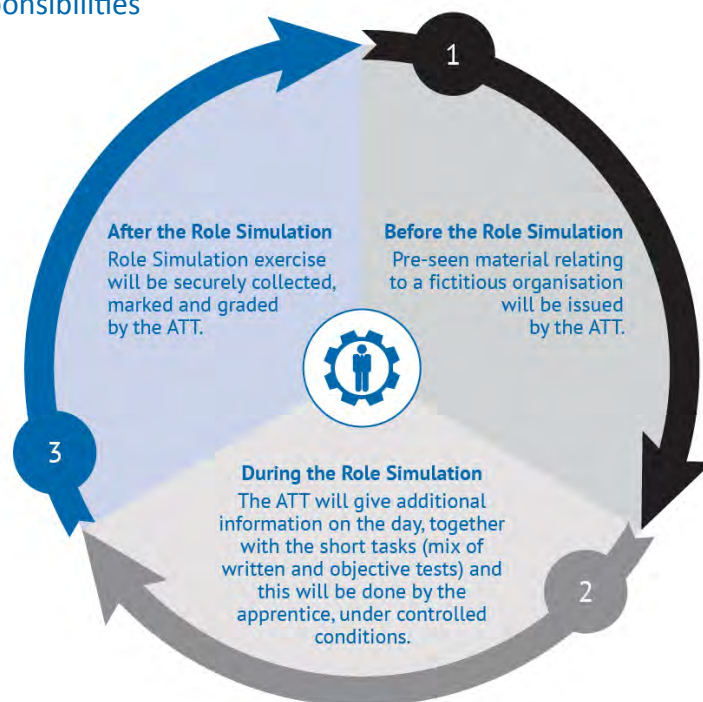 1
Before the Role Simulation
Pre-seen material relating
to a fictitious organisation
will be issued
by the ATT.
2
During the Role Simulation
The ATT will give additional
information on the day, together
with the short tasks (mix of
written and objective tests) and
this will be done by the
apprentice, under controlled
conditions.
3
After the Role Simulation
Role Simulation exercise
will be securely collected,
marked and graded
by the ATT.